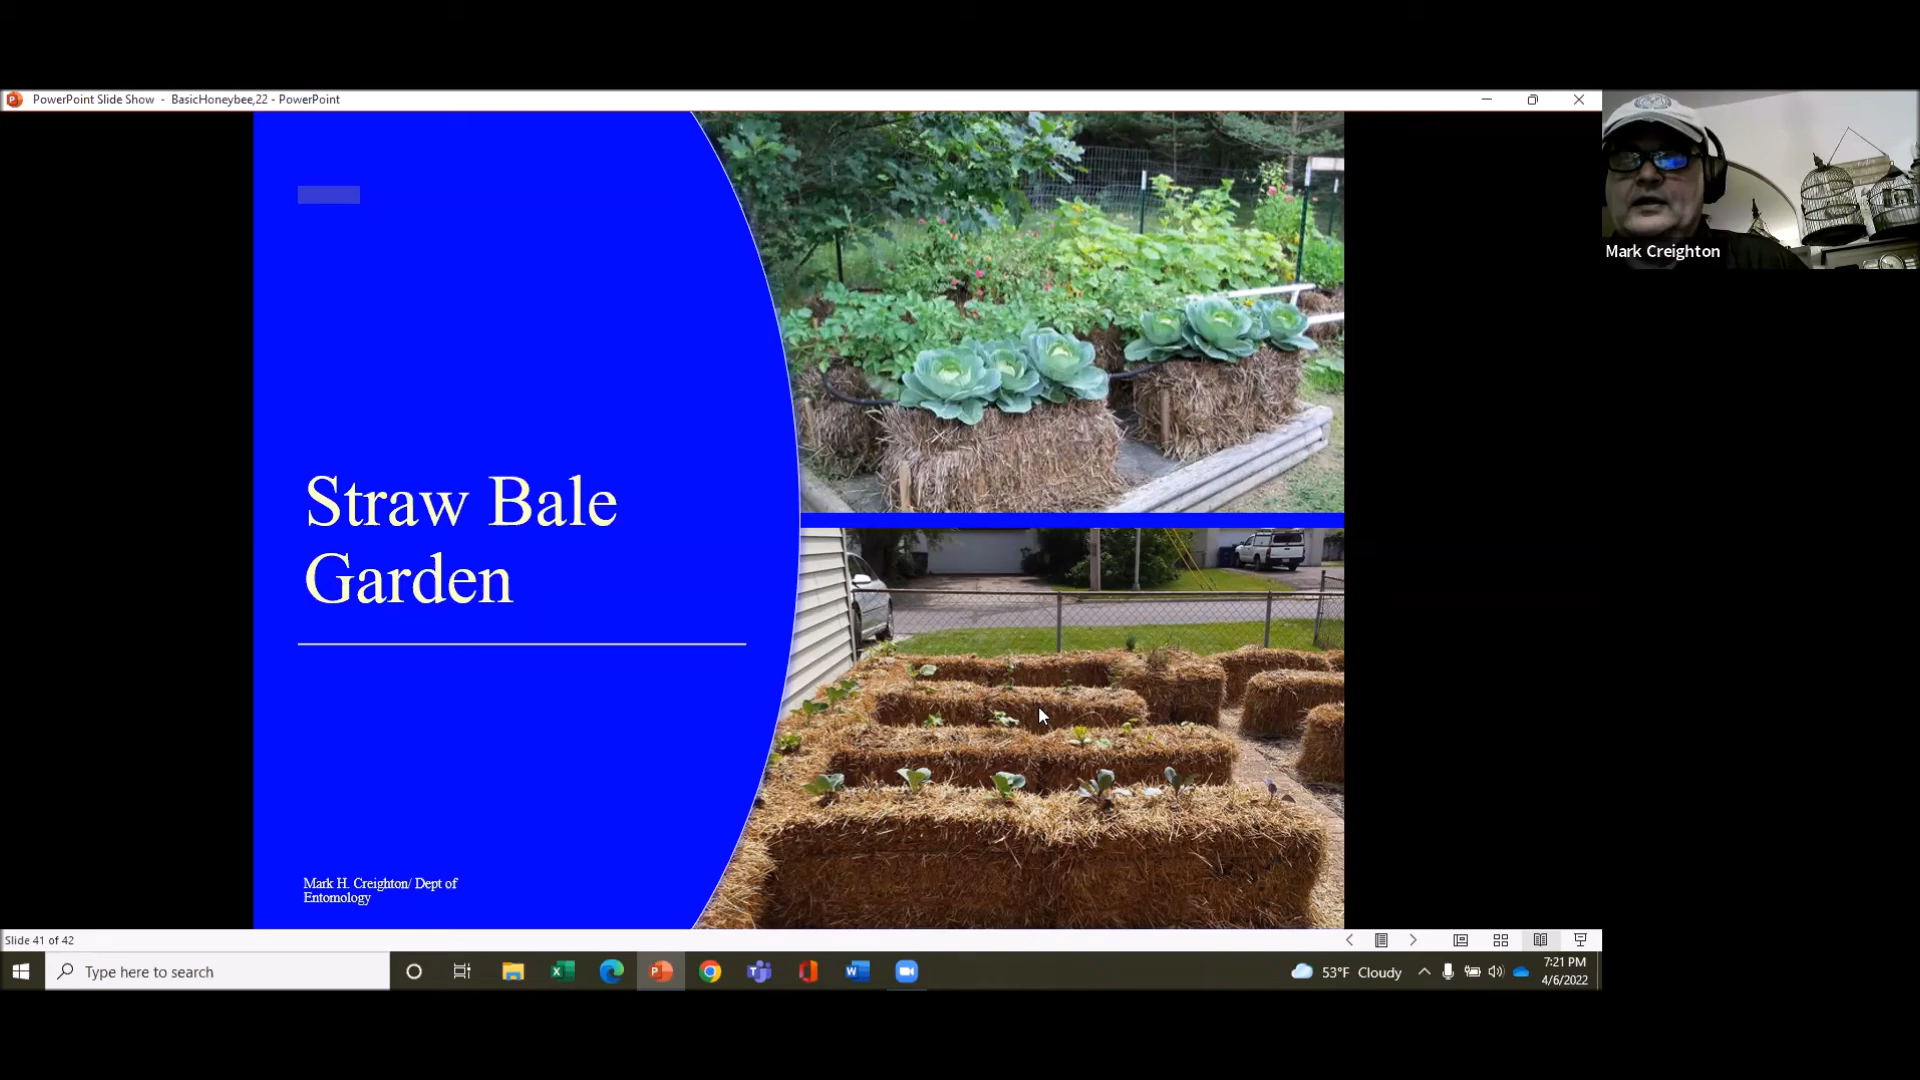 PowerPoint Slide Show - BasicHoneybee,22 - PowerPoint
Mark Creighton
Straw Bale
Garden
Mark H. Creighton/ Dept of
Entomology
Slide 41 of 42
Type here to search
53°F Cloudy
7:21 PM
4/6/2022